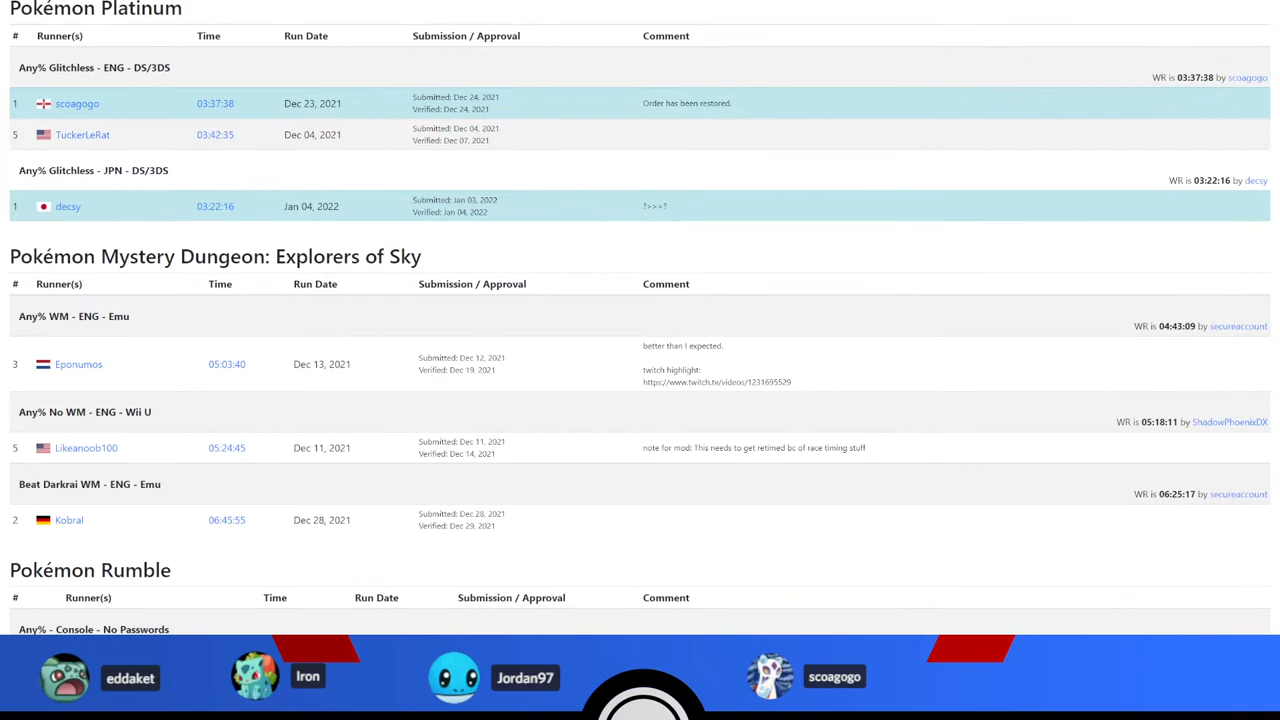 Pokémon Platinum
# Runner(s) Time Run Date Submission / Approval Comment
Any% Glitchless - ENG - DS/3DS
WR is 03:37:38 by scoagogo
1 scoagogo 03:37:38 Dec 23, 2021 Submitted: Dec 24, 2021 Order has been restored.
Verified: Dec 24, 2021
5 TuckerLeRat 03:42:35 Dec 04, 2021 Submitted: Dec 04, 2021
Verified: Dec 07, 2021
Any% Glitchless - JPN - DS/3DS
WR is 03:22:16 by decsy
1 decsy 03:22:16 Jan 04, 2022 Submitted: Jan 03, 2022 ?>>>?
Verified: Jan 04, 2022
Pokémon Mystery Dungeon: Explorers of Sky
# Runner(s) Time Run Date Submission / Approval Comment
Any% WM - ENG - Emu
WR is 04:43:09 by secureaccount
better than I expected.
3 Eponumos 05:03:40 Dec 13, 2021 Submitted: Dec 12, 2021
Verified: Dec 19, 2021 twitch highlight:
https://www.twitch.tv/videos/1231695529
Any% No WM - ENG - Wii U
WR is 05:18:11 by ShadowPhoenixDX
5 Likeanoob100 05:24:45 Dec 11, 2021 Submitted: Dec 11, 2021 note for mod: This needs to get retimed bc of race timing stuff
Verified: Dec 14, 2021
Beat Darkrai WM - ENG - Emu
WR is 06:25:17 by secureaccount
2 Kobral 06:45:55 Dec 28, 2021 Submitted: Dec 28, 2021
Verified: Dec 29, 2021
Pokémon Rumble
# Runner(s) Time Run Date Submission / Approval Comment
Any% - Console - No Passwords
eddaket Iron Jordan97 scoagogo